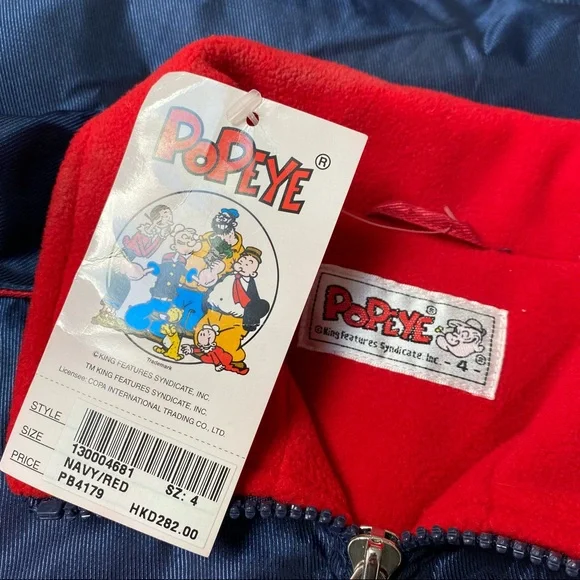 POPEYE ®
Trademark
© KING FEATURES SYNDICATE, INC.
TM KING FEATURES SYNDICATE, INC.
Licensee: COPA INTERNATIONAL TRADING CO., LTD.
STYLE
SIZE
PRICE
130004681
NAVY/RED SZ: 4
PB4179
HKD282.00
POPEYE ®
© King Features Syndicate. Inc. ®
- 4 -